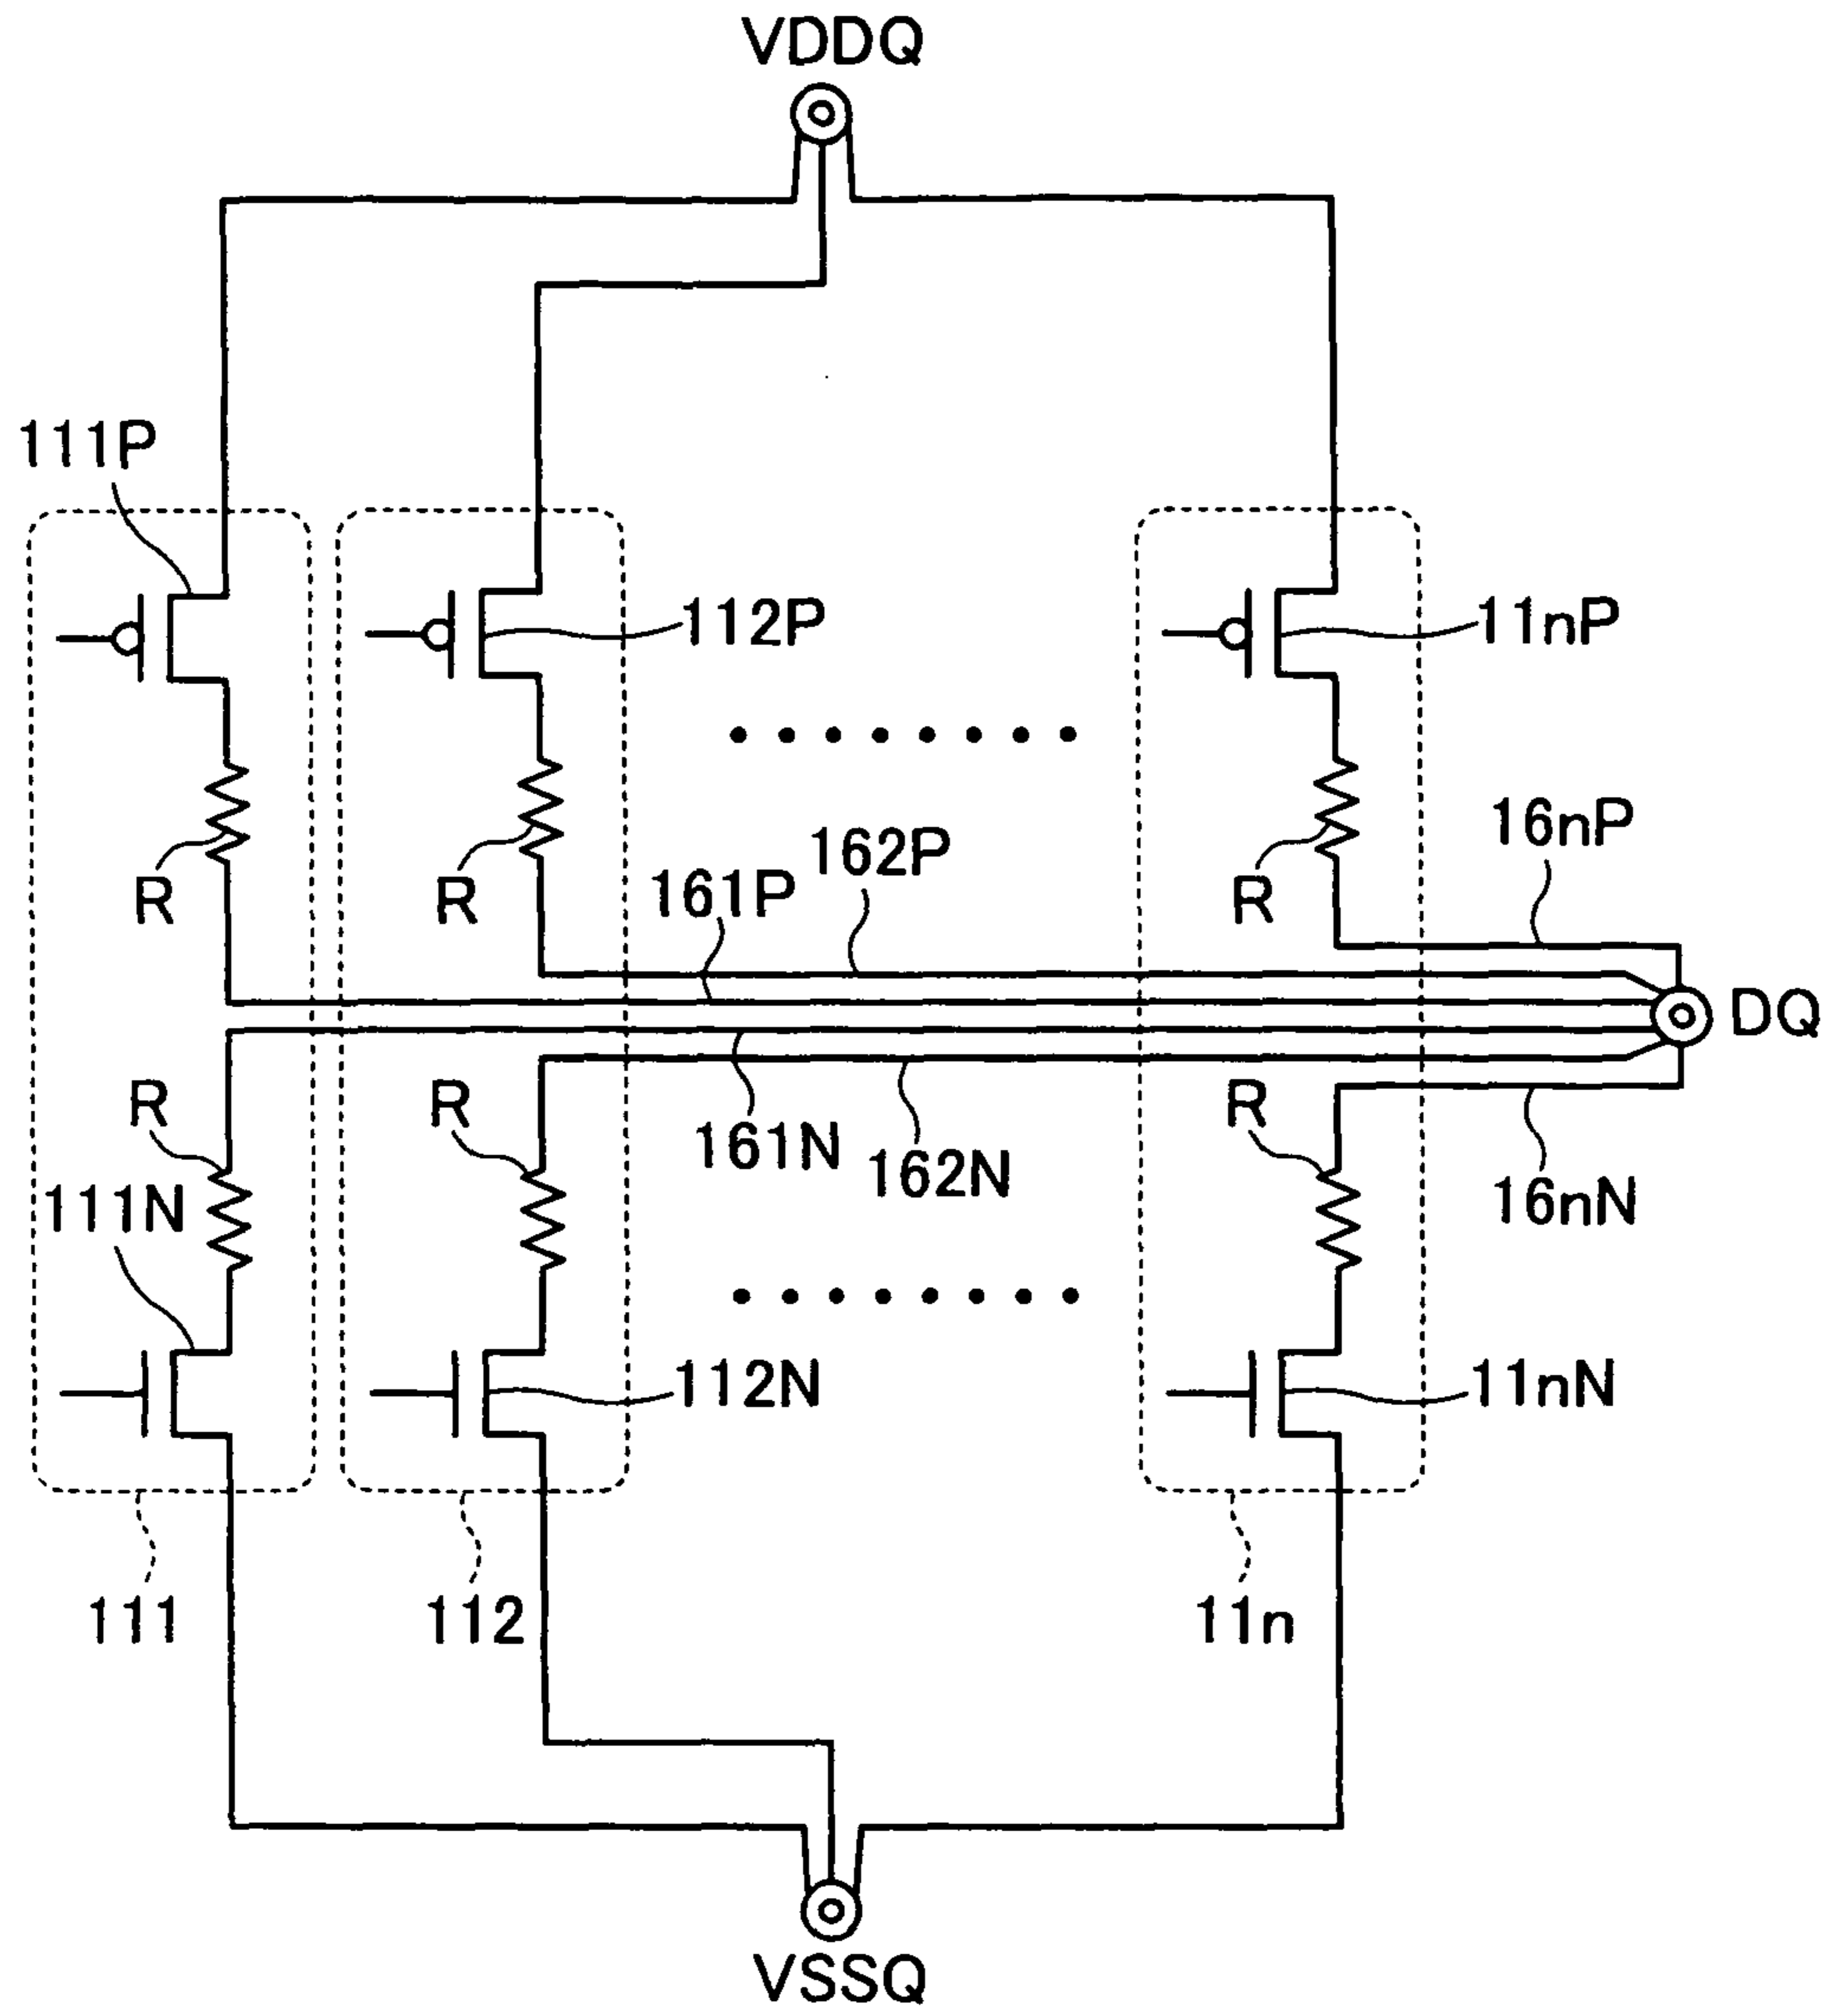 VDDQ
111P
112P
11nP
162P
16nP
161P
R
R
R
DQ
R
R
R
161N
162N
111N
16nN
112N
11nN
111
112
11n
VSSQ